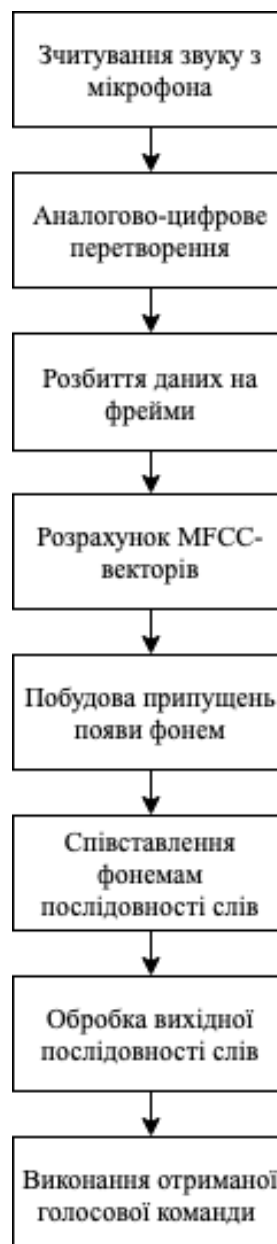 Зчитування звуку з
мікрофона
Аналогово-цифрове
перетворення
Розбиття даних на
фрейми
Розрахунок MFCC-
векторів
Побудова припущень
появи фонем
Співставлення
фонемам
послідовності слів
Обробка вихідної
послідовності слів
Виконання отриманої
голосової команди